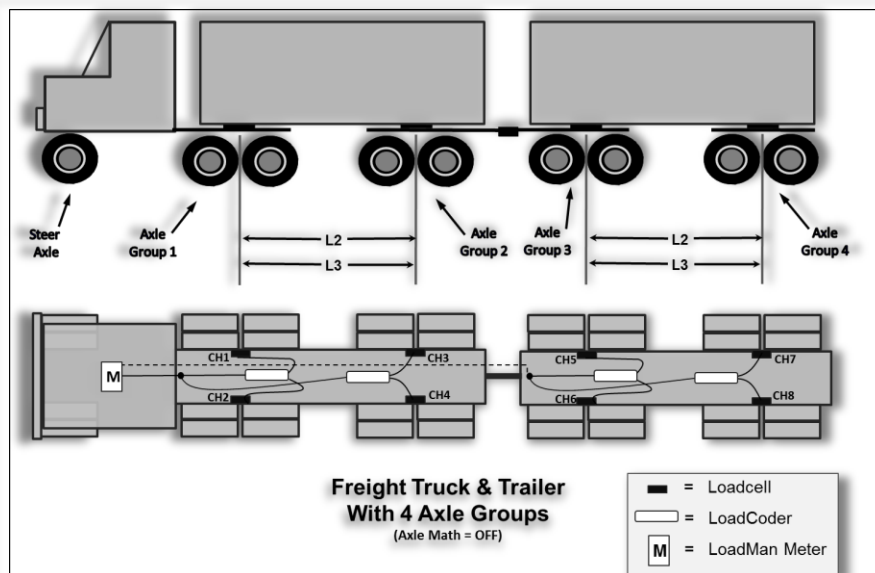 Steer
Axle
Axle
Group 1
Axle
Group 2
Axle
Group 3
Axle
Group 4
L2
L3
L2
L3
CH1
CH3
CH5
CH7
M
CH2
CH4
CH6
CH8
Freight Truck & Trailer
With 4 Axle Groups
(Axle Math = OFF)
= Loadcell
= LoadCoder
M = LoadMan Meter